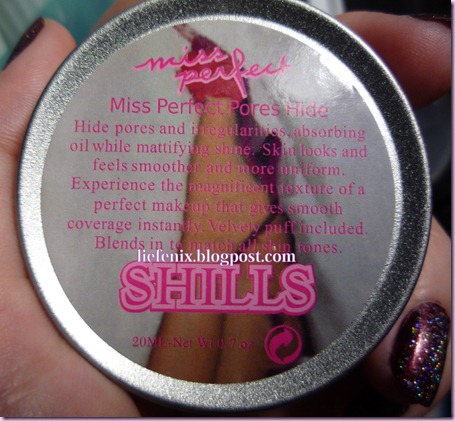 miss
perfect
Miss Perfect Pores Hide
Hide pores and irregularities, absorbing
oil while mattifying shine. Skin looks and
feels smoother and more uniform.
Experience the magnificent texture of a
perfect makeup that gives smooth
coverage instantly. Velvety puff included.
Blends in to match all skin tones.
liefenix.blogspot.com
SHILLS
20ML-Net Wt 0.7 oz